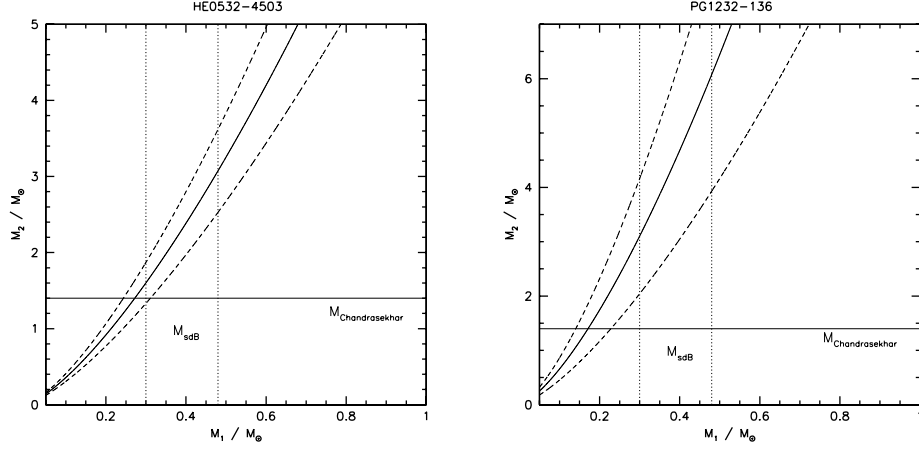 HE0532-4503
5
4
3
2
1
0
M2 / M⊙
MChandrasekhar
MsdB
0.2
0.4
0.6
0.8
1
M1 / M⊙
PG1232-136
6
4
2
0
M2 / M⊙
MChandrasekhar
MsdB
0.2
0.4
0.6
0.8
M1 / M⊙